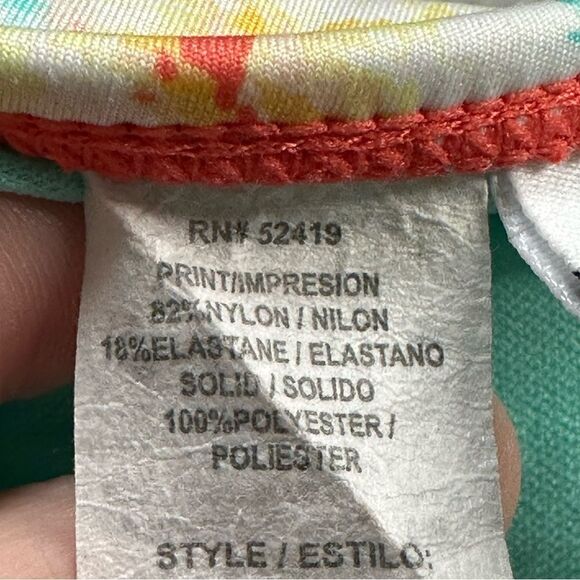 RN# 52419
PRINT/IMPRESION
82%NYLON / NILON
18%ELASTANE / ELASTANO
SOLID / SOLIDO
100%POLYESTER /
POLIESTER
STYLE / ESTILO: